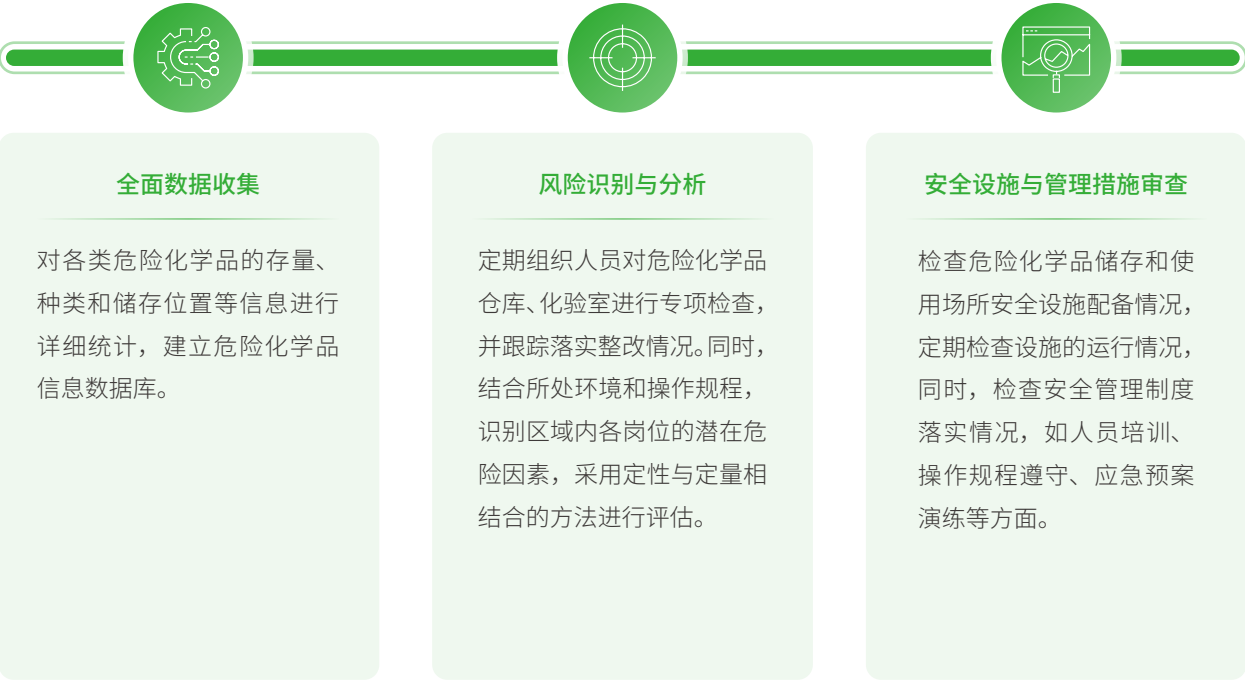 全面数据收集
对各类危险化学品的存量、
种类和储存位置等信息进行
详细统计，建立危险化学品
信息数据库。
风险识别与分析
定期组织人员对危险化学品
仓库、化验室进行专项检查，
并跟踪落实整改情况。同时，
结合所处环境和操作规程，
识别区域内各岗位的潜在危
险因素，采用定性与定量相
结合的方法进行评估。
安全设施与管理措施审查
检查危险化学品储存和使
用场所安全设施配备情况，
定期检查设施的运行情况，
同时，检查安全管理制度
落实情况，如人员培训、
操作规程遵守、应急预案
演练等方面。